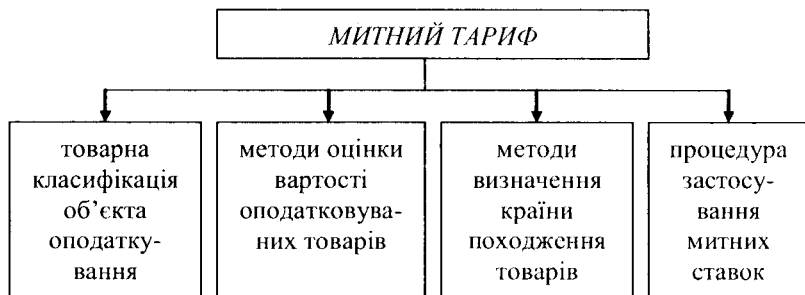 МИТНИЙ ТАРИФ
товарна
класифікація
об’єкта
оподатку-
вання
методи оцінки
вартості
оподатковува-
них товарів
методи
визначення
країни
походження
товарів
процедура
застосу-
вання
митних
ставок